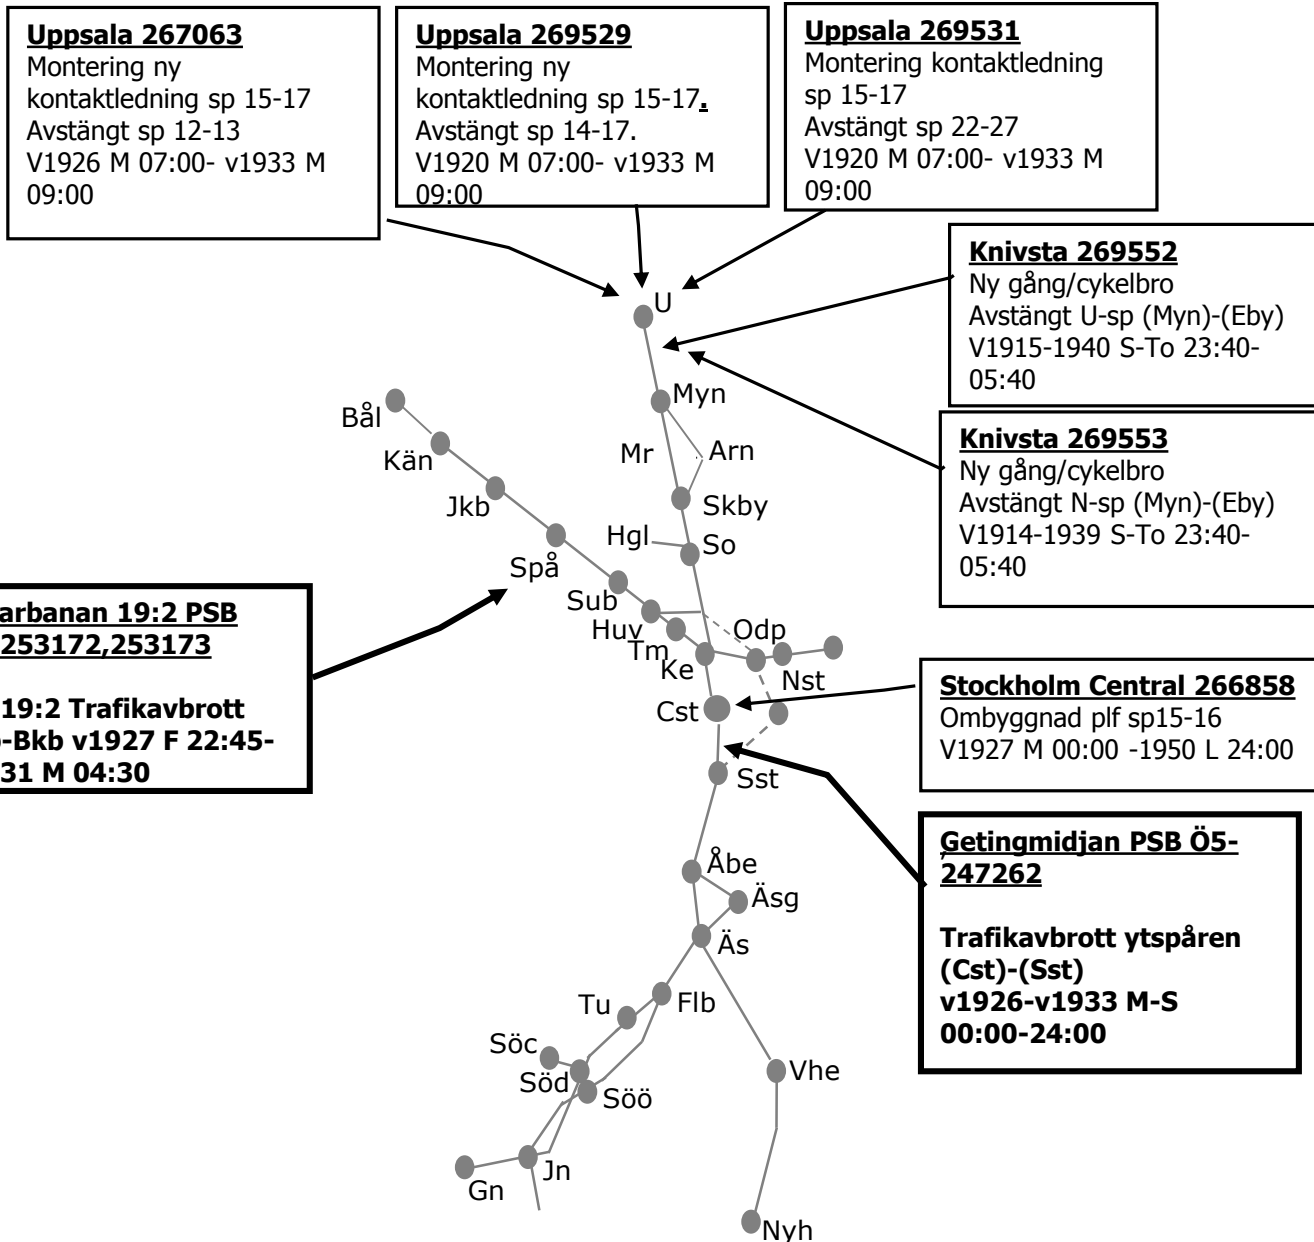 Uppsala 267063
Montering ny
kontaktledning sp 15-17
Avstängt sp 12-13
V1926 M 07:00- v1933 M
09:00
Uppsala 269529
Montering ny
kontaktledning sp 15-17.
Avstängt sp 14-17.
V1920 M 07:00- v1933 M
09:00
Uppsala 269531
Montering kontaktledning
sp 15-17
Avstängt sp 22-27
V1920 M 07:00- v1933 M
09:00
Knivsta 269552
Ny gång/cykelbro
Avstängt U-sp (Myn)-(Eby)
V1915-1940 S-To 23:40-
05:40
Knivsta 269553
Ny gång/cykelbro
Avstängt N-sp (Myn)-(Eby)
V1914-1939 S-To 23:40-
05:40
U
Myn
Bål
Kän
Mr
Arn
Jkb
Skby
Hgl
So
Spå
Sub
Huv
Tm
Odp
Ke
Nst
Cst
Sst
arbanan 19:2 PSB
253172,253173
19:2 Trafikavbrott
-Bkb v1927 F 22:45-
31 M 04:30
Stockholm Central 266858
Ombyggnad plf sp15-16
V1927 M 00:00 -1950 L 24:00
Getingmidjan PSB Ö5-
247262
Trafikavbrott ytspåren
(Cst)-(Sst)
v1926-v1933 M-S
00:00-24:00
Åbe
Äsg
Äs
Flb
Tu
Söc
Söd
Söö
Vhe
Jn
Gn
Nyh